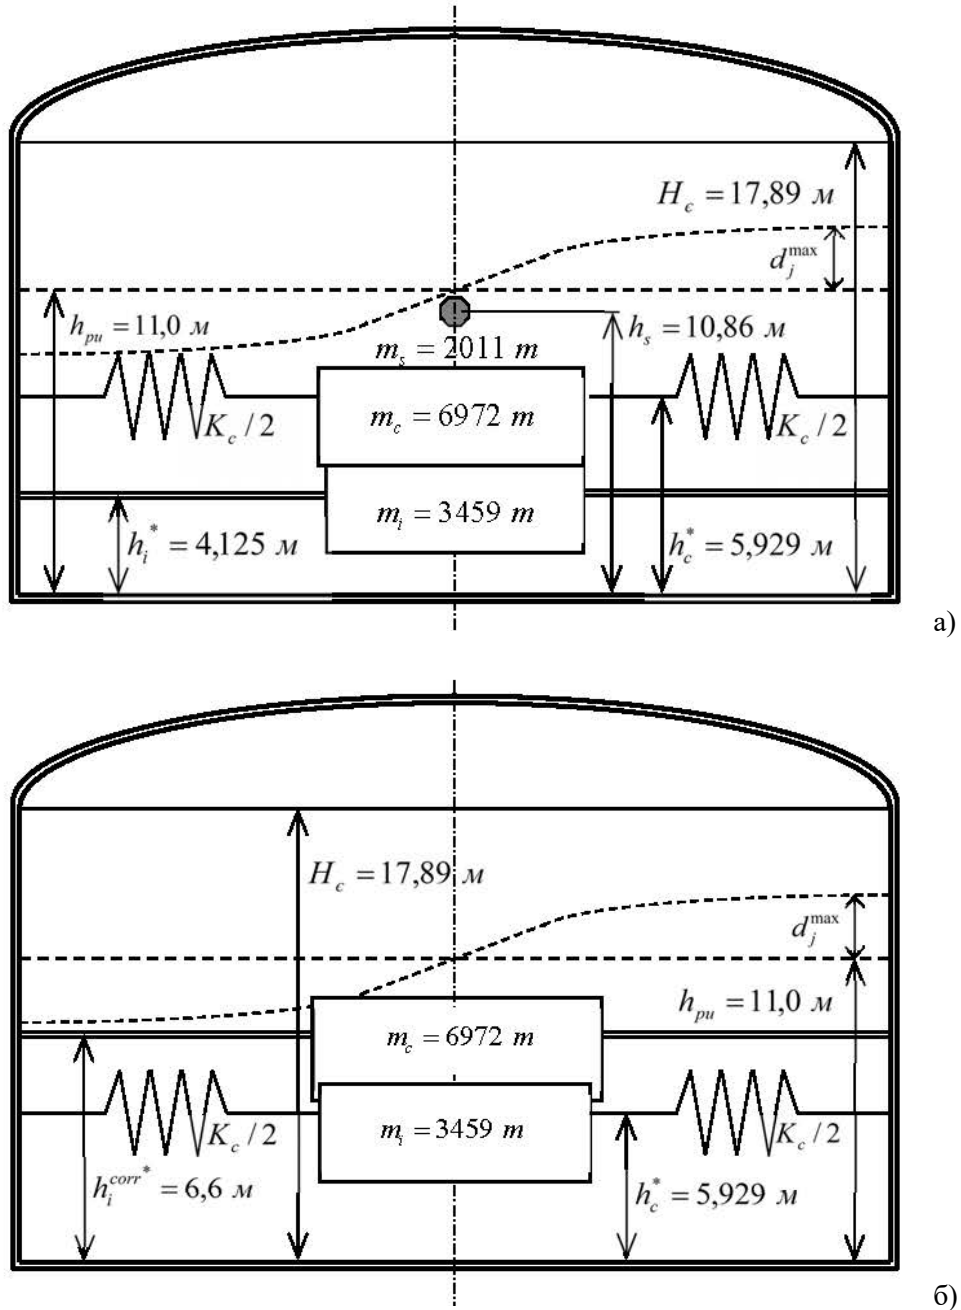 H_c = 17,89 м
d_j^max
h_pu = 11,0 м
h_s = 10,86 м
m_s = 2011 т
K_c / 2
m_c = 6972 т
K_c / 2
m_i = 3459 т
h_i^* = 4,125 м
h_c^* = 5,929 м
а)
H_c = 17,89 м
d_j^max
h_pu = 11,0 м
m_c = 6972 т
K_c / 2
m_i = 3459 т
K_c / 2
h_i^corr* = 6,6 м
h_c^* = 5,929 м
б)